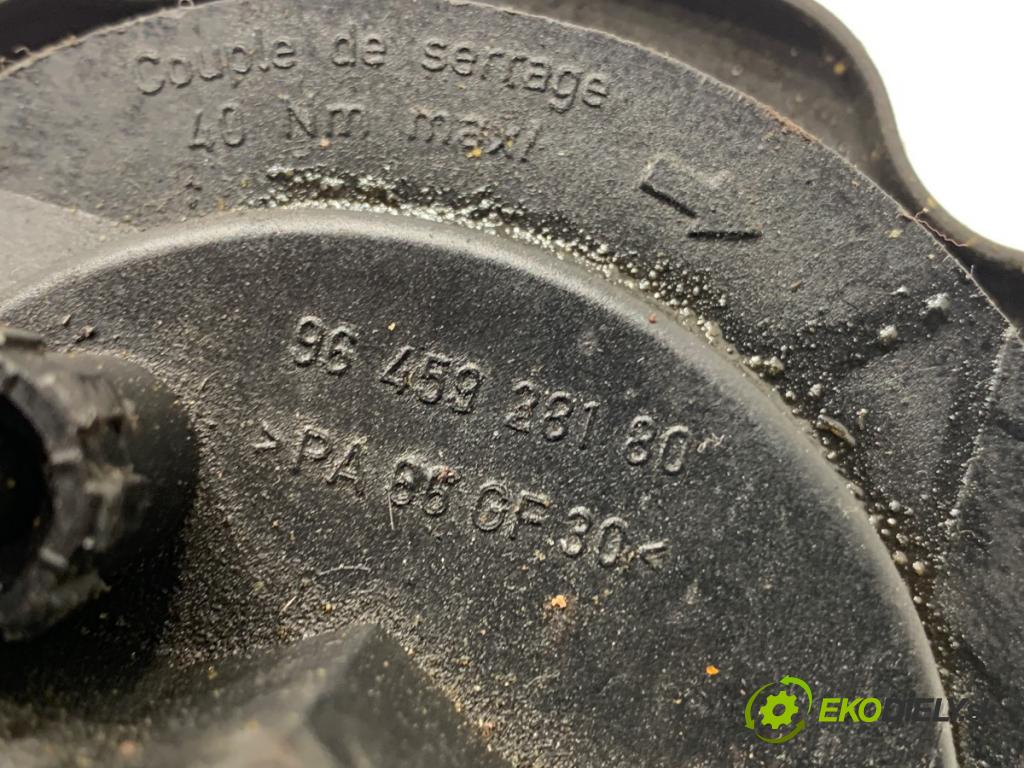 Couple de serrage
40 Nm maxi
96 459 281 80
>PA 66 GF 30<
EKODIELY